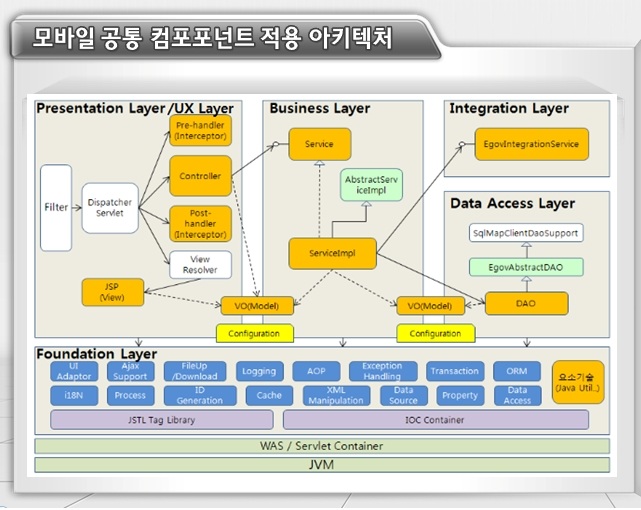 모바일 공통 컴포포넌트 적용 아키텍처
Presentation Layer /UX Layer
Business Layer
Integration Layer
Pre-handler
(Interceptor)
Controller
Post-
handler
(Interceptor)
Filter
Dispatcher
Servlet
View
Resolver
JSP
(View)
Service
AbstractServ
iceImpl
ServiceImpl
EgovIntegrationService
Data Access Layer
SqlMapClientDaoSupport
EgovAbstractDAO
DAO
VO(Model)
VO(Model)
Configuration
Configuration
Foundation Layer
UI
Adaptor
Ajax
Support
FileUp
/Download
Logging
AOP
Exception
Handling
Transaction
ORM
i18N
Process
ID
Generation
Cache
XML
Manipulation
Data
Source
Property
Data
Access
요소기술
(Java Util..)
JSTL Tag Library
IOC Container
WAS / Servlet Container
JVM